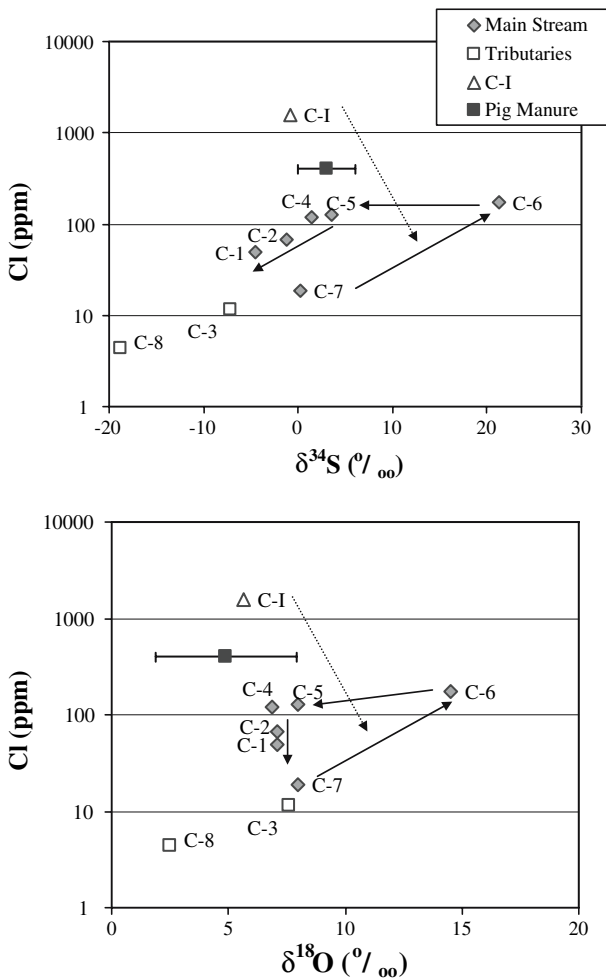 Main Stream
Tributaries
C-I
Pig Manure
10000
1000
100
10
1
Cl (ppm)
C-I
C-4 C-5
C-6
C-2
C-1
C-7
C-3
C-8
-20 -10 0 10 20 30
δ³⁴S (º/ₒₒ)
10000
1000
100
10
1
Cl (ppm)
C-I
C-4 C-5
C-6
C-2
C-1
C-7
C-3
C-8
0 5 10 15 20
δ¹⁸O (º/ₒₒ)